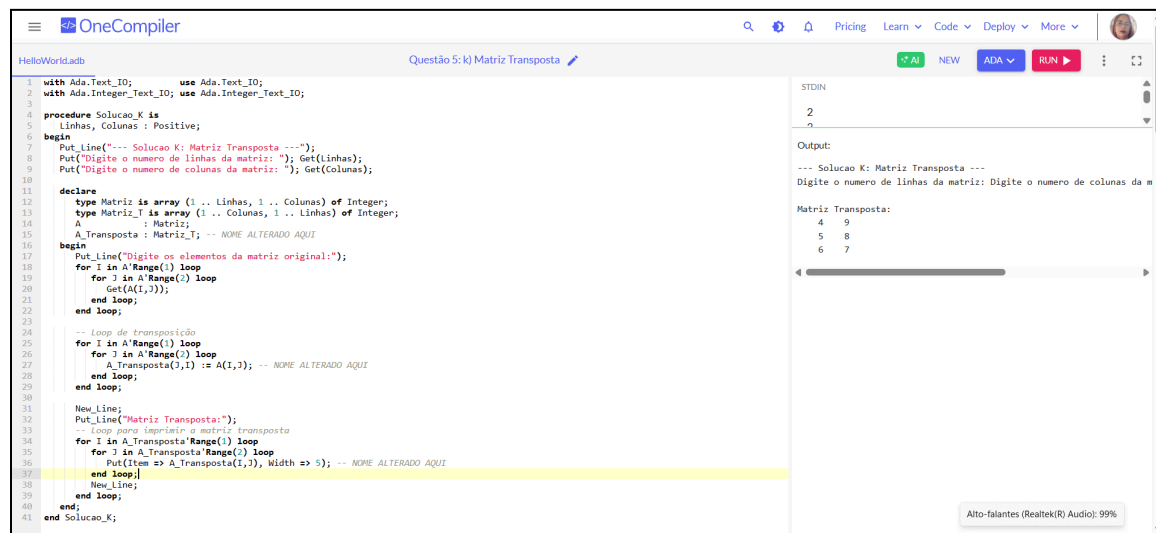 </> OneCompiler
Pricing Learn Code Deploy More
HelloWorld.adb
Questão 5: k) Matriz Transposta
AI NEW ADA RUN
1 with Ada.Text_IO; use Ada.Text_IO;
2 with Ada.Integer_Text_IO; use Ada.Integer_Text_IO;
3
4 procedure Solucao_K is
5 Linhas, Colunas : Positive;
6 begin
7 Put_Line("--- Solucao K: Matriz Transposta ---");
8 Put("Digite o numero de linhas da matriz: "); Get(Linhas);
9 Put("Digite o numero de colunas da matriz: "); Get(Colunas);
10
11 declare
12 type Matriz is array (1 .. Linhas, 1 .. Colunas) of Integer;
13 type Matriz_T is array (1 .. Colunas, 1 .. Linhas) of Integer;
14 A : Matriz;
15 A_Transposta : Matriz_T; -- NOME ALTERADO AQUI
16 begin
17 Put_Line("Digite os elementos da matriz original:");
18 for I in A'Range(1) loop
19 for J in A'Range(2) loop
20 Get(A(I,J));
21 end loop;
22 end loop;
23
24 -- Loop de transposição
25 for I in A'Range(1) loop
26 for J in A'Range(2) loop
27 A_Transposta(J,I) := A(I,J); -- NOME ALTERADO AQUI
28 end loop;
29 end loop;
30
31 New_Line;
32 Put_Line("Matriz Transposta:");
33 -- Loop para imprimir a matriz transposta
34 for I in A_Transposta'Range(1) loop
35 for J in A_Transposta'Range(2) loop
36 Put(Item => A_Transposta(I,J), Width => 5); -- NOME ALTERADO AQUI
37 end loop;
38 New_Line;
39 end loop;
40 end;
41 end Solucao_K;
STDIN
2
Output:
--- Solucao K: Matriz Transposta ---
Digite o numero de linhas da matriz: Digite o numero de colunas da m
Matriz Transposta:
4 9
5 8
6 7
Alto-falantes (Realtek(R) Audio): 99%